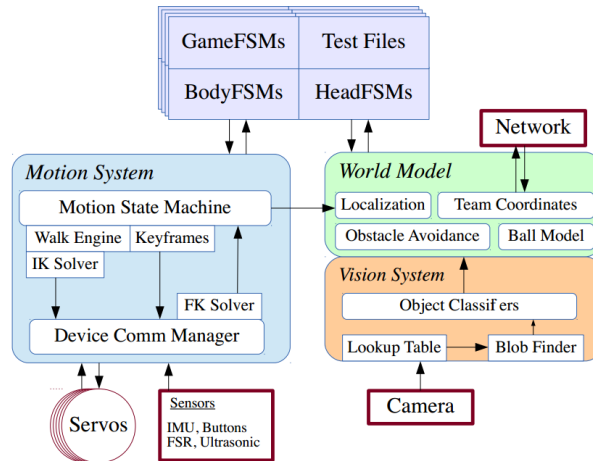 GameFSMs
Test Files
BodyFSMs
HeadFSMs
Network
Motion System
World Model
Motion State Machine
Localization
Team Coordinates
Walk Engine
Keyframes
Obstacle Avoidance
Ball Model
IK Solver
Vision System
FK Solver
Object Classifers
Device Comm Manager
Lookup Table
Blob Finder
Servos
Sensors
IMU, Buttons
FSR, Ultrasonic
Camera